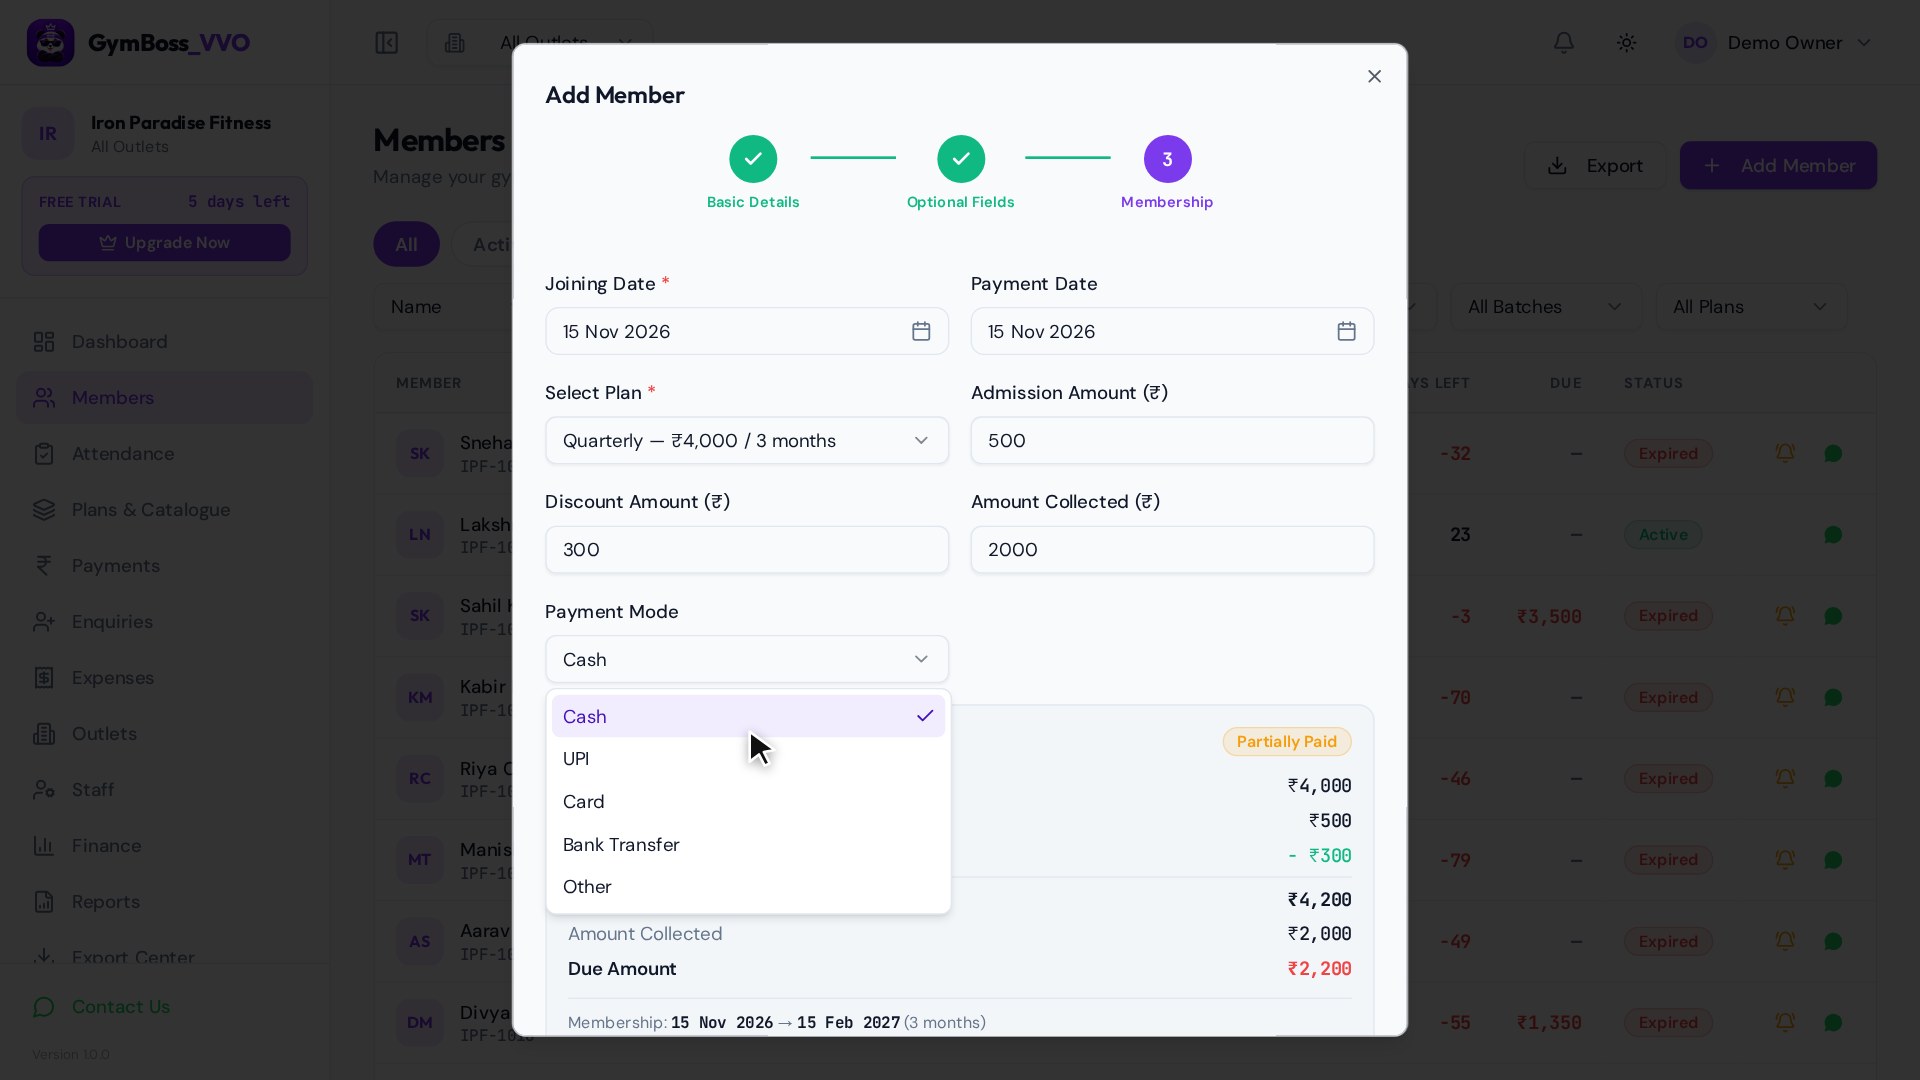 GymBoss_VVO
All Outlets
DO
Demo Owner
IR
Iron Paradise Fitness
All Outlets
FREE TRIAL
5 days left
Upgrade Now
Dashboard
Members
Attendance
Plans & Catalogue
Payments
Enquiries
Expenses
Outlets
Staff
Finance
Reports
Export Center
Contact Us
Version 1.0.0
Members
Manage your gy
Export
Add Member
All
Acti
Name
All Batches
All Plans
MEMBER
YS LEFT
DUE
STATUS
SK
Sneha
-32
—
Expired
LN
Laksh
23
—
Active
SK
Sahil
-3
₹3,500
Expired
KM
Kabir
-70
—
Expired
RC
Riya
-46
—
Expired
MT
Manis
-79
—
Expired
AS
Aarav
-49
—
Expired
DM
Divya
-55
₹1,350
Expired
Add Member
Basic Details
Optional Fields
3
Membership
Joining Date *
Payment Date
15 Nov 2026
15 Nov 2026
Select Plan *
Admission Amount (₹)
Quarterly — ₹4,000 / 3 months
500
Discount Amount (₹)
Amount Collected (₹)
300
2000
Payment Mode
Cash
Cash
UPI
Card
Bank Transfer
Other
Partially Paid
₹4,000
₹500
- ₹300
₹4,200
Amount Collected
₹2,000
Due Amount
₹2,200
Membership: 15 Nov 2026 → 15 Feb 2027 (3 months)